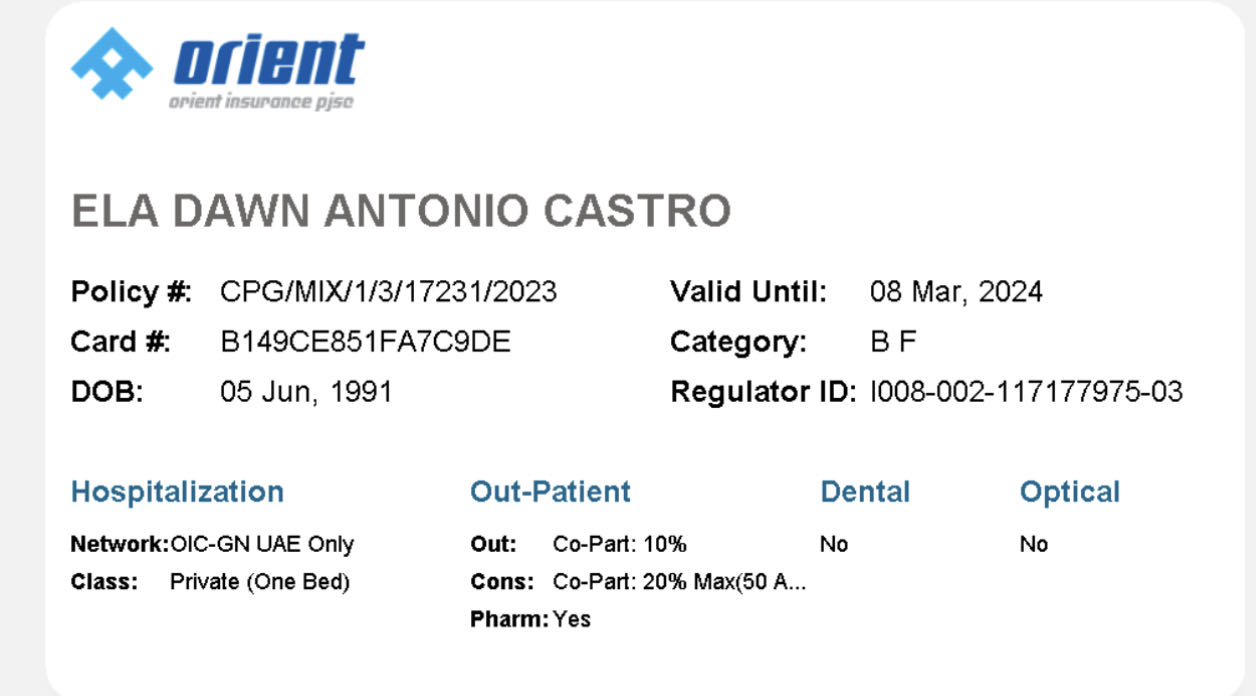 orient
orient insurance pjsc
ELA DAWN ANTONIO CASTRO
Policy #: CPG/MIX/1/3/17231/2023 Valid Until: 08 Mar, 2024
Card #: B149CE851FA7C9DE Category: B F
DOB: 05 Jun, 1991 Regulator ID: I008-002-117177975-03
Hospitalization Out-Patient Dental Optical
Network: OIC-GN UAE Only Out: Co-Part: 10% No No
Class: Private (One Bed) Cons: Co-Part: 20% Max(50 A...
Pharm: Yes